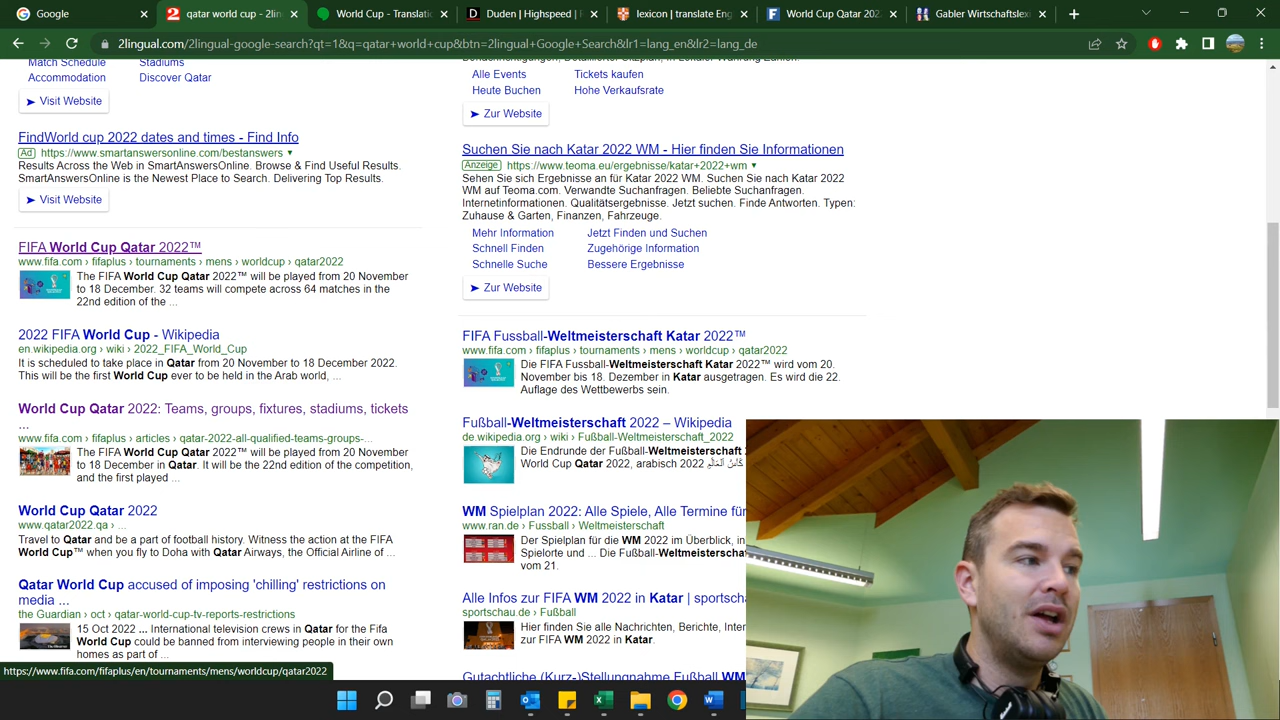 Google
qatar world cup - 2lin
World Cup - Translatio
Duden | Highspeed |
lexicon | translate Eng
World Cup Qatar 202
Gabler Wirtschaftslexi
2lingual.com/2lingual-google-search?qt=1&q=qatar+world+cup&btn=2lingual+Google+Search&lr1=lang_en&lr2=lang_de
Match Schedule
Stadiums
Accommodation
Discover Qatar
Visit Website
FindWorld cup 2022 dates and times - Find Info
Ad https://www.smartanswersonline.com/bestanswers
Results Across the Web in SmartAnswersOnline. Browse & Find Useful Results.
SmartAnswersOnline is the Newest Place to Search. Delivering Top Results.
Visit Website
FIFA World Cup Qatar 2022™
www.fifa.com › fifaplus › tournaments › mens › worldcup › qatar2022
The FIFA World Cup Qatar 2022™ will be played from 20 November
to 18 December. 32 teams will compete across 64 matches in the
22nd edition of the ...
2022 FIFA World Cup - Wikipedia
en.wikipedia.org › wiki › 2022_FIFA_World_Cup
It is scheduled to take place in Qatar from 20 November to 18 December 2022.
This will be the first World Cup ever to be held in the Arab world, ...
World Cup Qatar 2022: Teams, groups, fixtures, stadiums, tickets
...
www.fifa.com › fifaplus › articles › qatar-2022-all-qualified-teams-groups-...
The FIFA World Cup Qatar 2022™ will be played from 20 November
to 18 December in Qatar. It will be the 22nd edition of the competition,
and the first played ...
World Cup Qatar 2022
www.qatar2022.qa › ...
Travel to Qatar and be a part of football history. Witness the action at the FIFA
World Cup™ when you fly to Doha with Qatar Airways, the Official Airline of ...
Qatar World Cup accused of imposing 'chilling' restrictions on
media ...
the Guardian › oct › qatar-world-cup-tv-reports-restrictions
15 Oct 2022 ... International television crews in Qatar for the Fifa
World Cup could be banned from interviewing people in their own
homes as part of ...
https://www.fifa.com/fifaplus/en/tournaments/mens/worldcup/qatar2022
Alle Events
Tickets kaufen
Heute Buchen
Hohe Verkaufsrate
Zur Website
Suchen Sie nach Katar 2022 WM - Hier finden Sie Informationen
Anzeige https://www.teoma.eu/ergebnisse/katar+2022+wm
Sehen Sie sich Ergebnisse an für Katar 2022 WM. Suchen Sie nach Katar 2022
WM auf Teoma.com. Verwandte Suchanfragen. Beliebte Suchanfragen.
Internetinformationen. Qualitätsergebnisse. Jetzt suchen. Finde Antworten. Typen:
Zuhause & Garten, Finanzen, Fahrzeuge.
Mehr Information
Jetzt Finden und Suchen
Schnell Finden
Zugehörige Information
Schnelle Suche
Bessere Ergebnisse
Zur Website
FIFA Fussball-Weltmeisterschaft Katar 2022™
www.fifa.com › fifaplus › tournaments › mens › worldcup › qatar2022
Die FIFA Fussball-Weltmeisterschaft Katar 2022™ wird vom 20.
November bis 18. Dezember in Katar ausgetragen. Es wird die 22.
Auflage des Wettbewerbs sein.
Fußball-Weltmeisterschaft 2022 – Wikipedia
de.wikipedia.org › wiki › Fußball-Weltmeisterschaft_2022
Die Endrunde der Fußball-Weltmeisterschaft
World Cup Qatar 2022, arabisch 2022 كأس العالم
WM Spielplan 2022: Alle Spiele, Alle Termine für
www.ran.de › Fussball › Weltmeisterschaft
Der Spielplan für die WM 2022 im Überblick, in
Spielorte und ... Die Fußball-Weltmeisterscha
vom 21.
Alle Infos zur FIFA WM 2022 in Katar | sportsch
sportschau.de › Fußball
Hier finden Sie alle Nachrichten, Berichte, Inter
zur FIFA WM 2022 in Katar.
Gutachtliche (Kurz-)Stellungnahme Fußball WM